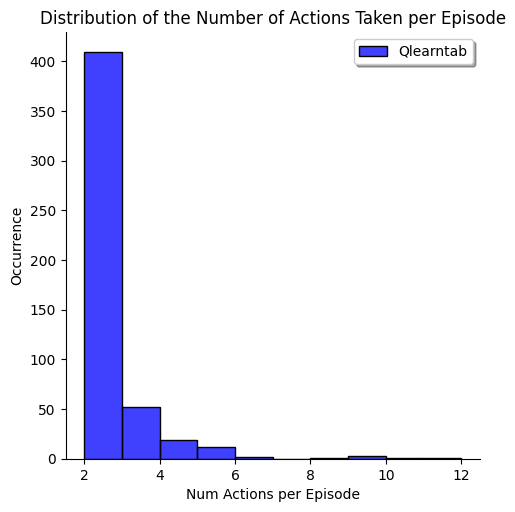 Distribution of the Number of Actions Taken per Episode
Qlearntab
400
350
300
250
200
150
100
50
0
Occurrence
2 4 6 8 10 12
Num Actions per Episode